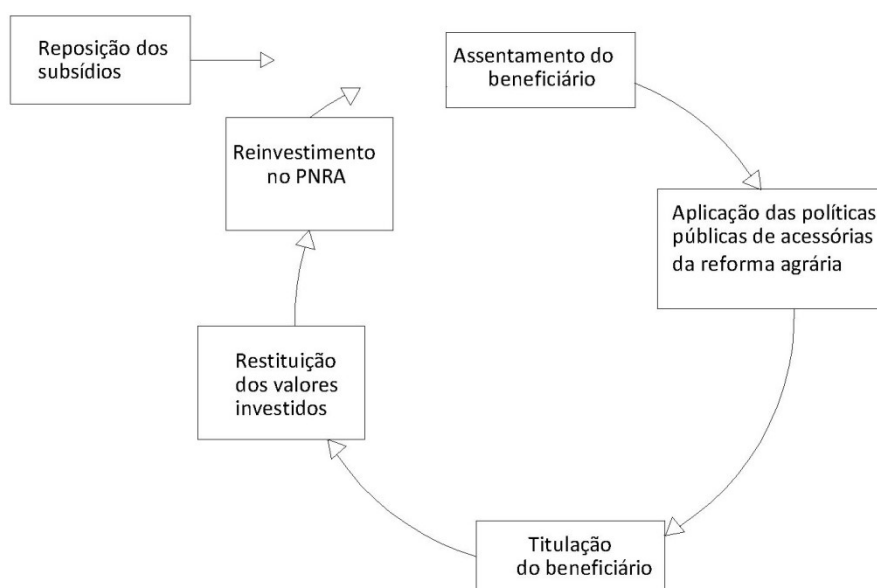 Reposição dos
subsídios
Assentamento do
beneficiário
Reinvestimento
no PNRA
Aplicação das políticas
públicas de acessórias
da reforma agrária
Restituição
dos valores
investidos
Titulação
do beneficiário